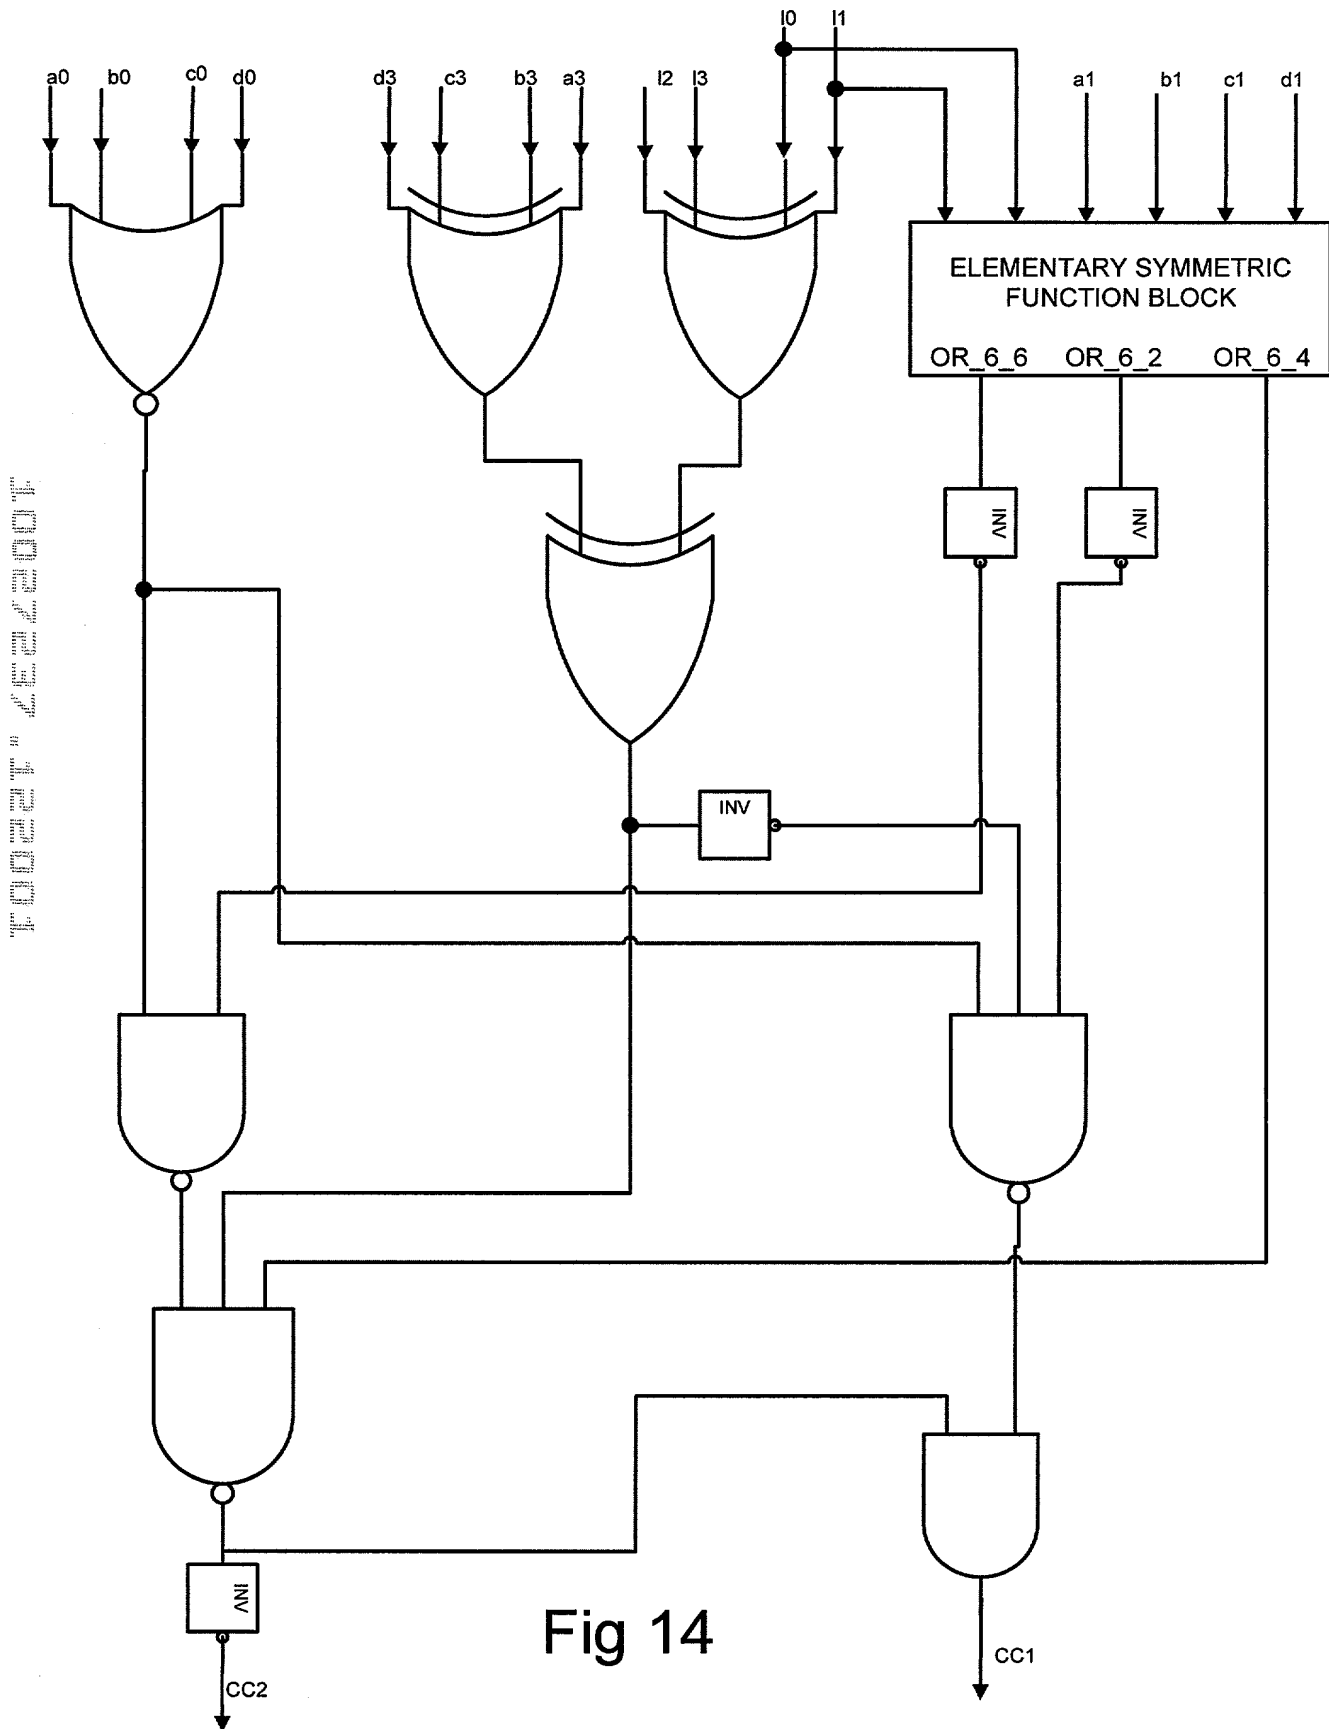 I0 I1
a0 b0 c0 d0 d3 c3 b3 a3 I2 I3 a1 b1 c1 d1
ELEMENTARY SYMMETRIC
FUNCTION BLOCK
OR_6_6 OR_6_2 OR_6_4
INV INV
INV
INV
Fig 14
CC1
CC2